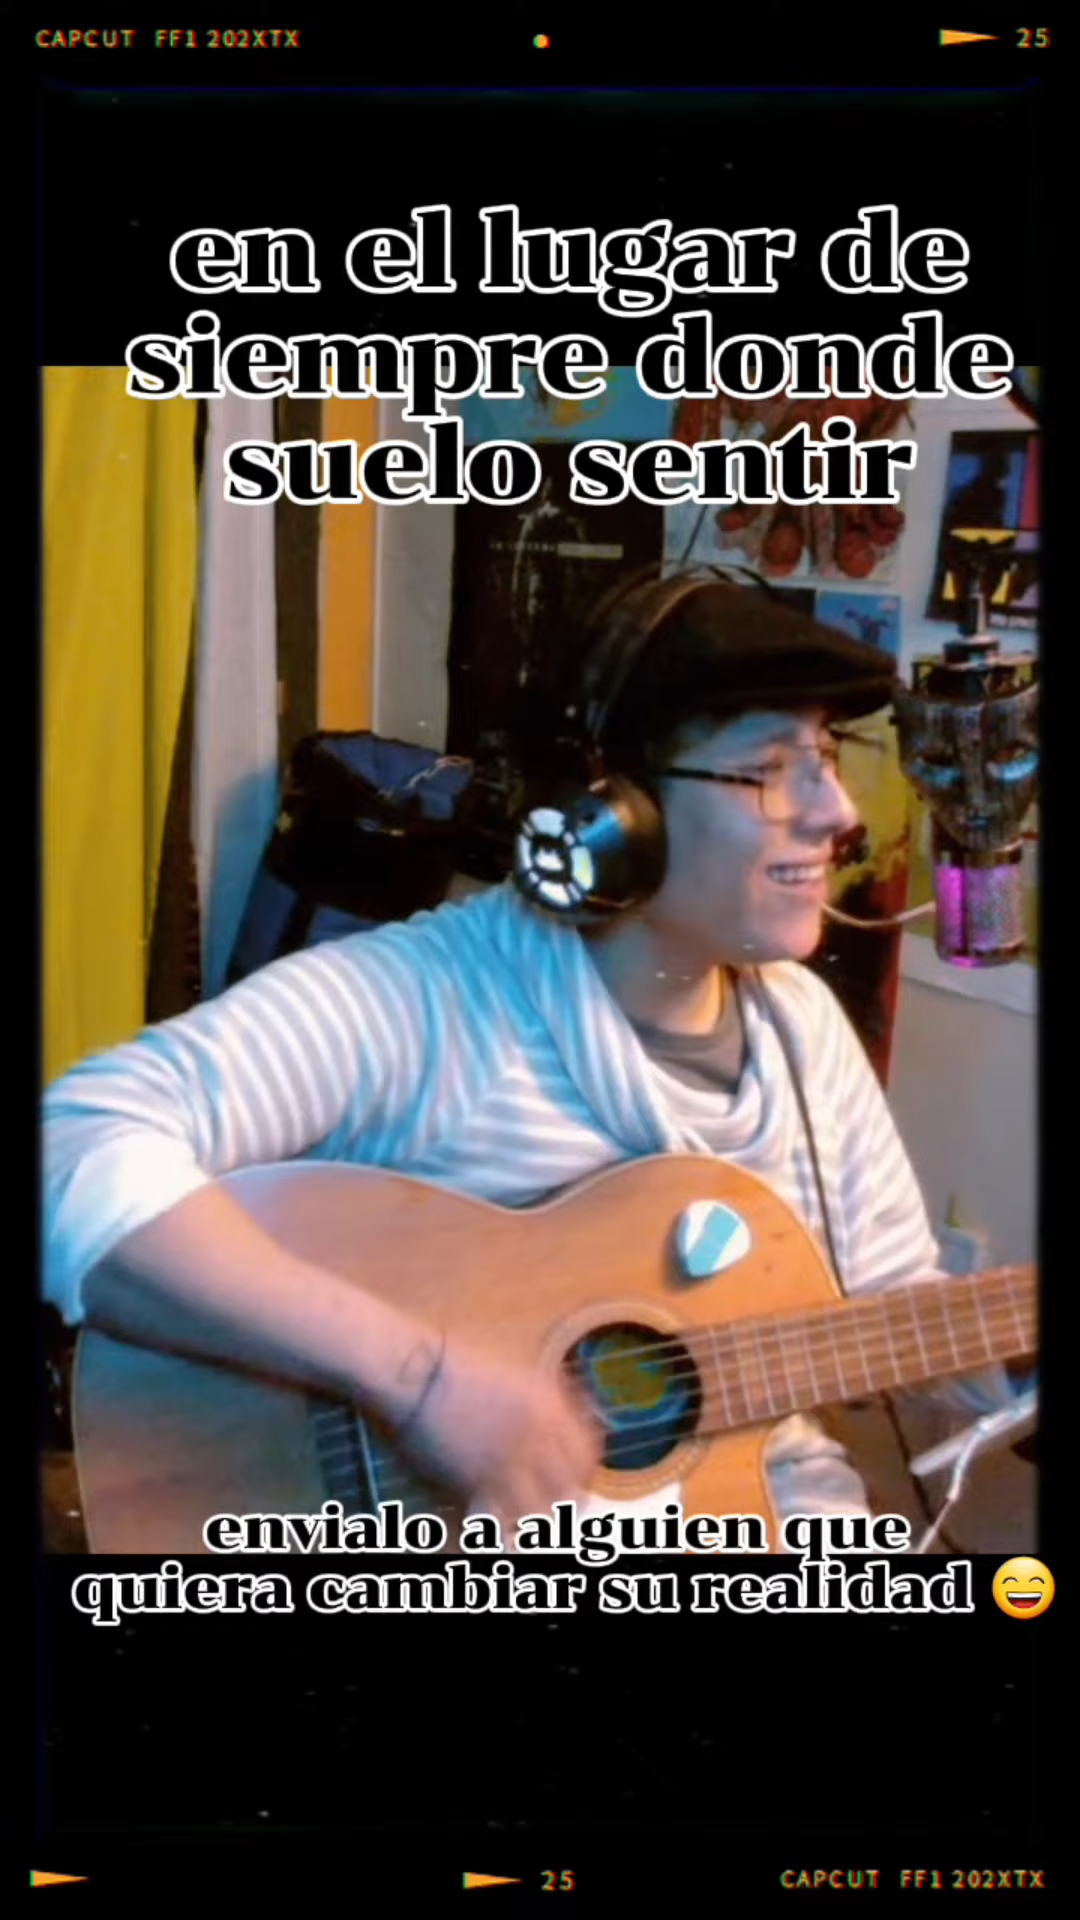 CAPCUT FF1 202XTX
25
en el lugar de
siempre donde
suelo sentir
envialo a alguien que
quiera cambiar su realidad 😄
25
CAPCUT FF1 202XTX